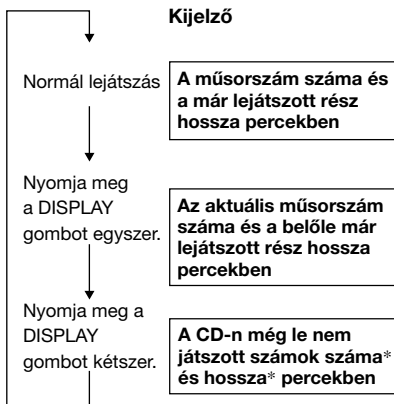 Kijelző
Normál lejátszás
A műsorszám száma és
a már lejátszott rész
hossza percekben
Nyomja meg
a DISPLAY
gombot egyszer.
Az aktuális műsorszám
száma és a belőle már
lejátszott rész hossza
percekben
Nyomja meg a
DISPLAY
gombot kétszer.
A CD-n még le nem
játszott számok száma*
és hossza* percekben